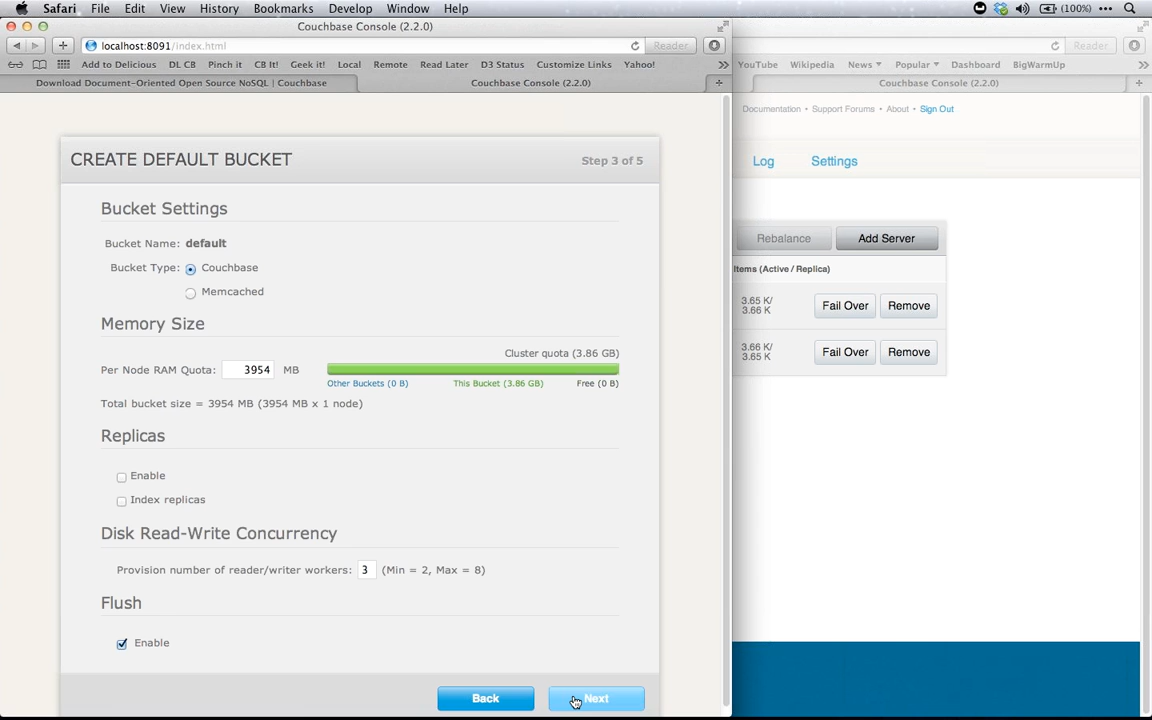 Safari File Edit View History Bookmarks Develop Window Help (100%)
Couchbase Console (2.2.0)
localhost:8091/index.html Reader Reader
Add to Delicious DL CB Pinch it CB It! Geek it! Local Remote Read Later D3 Status Customize Links Yahoo! YouTube Wikipedia News Popular Dashboard BigWarmUp
Download Document-Oriented Open Source NoSQL | Couchbase Couchbase Console (2.2.0) Couchbase Console (2.2.0)
Documentation • Support Forums • About • Sign Out
Log Settings
CREATE DEFAULT BUCKET Step 3 of 5
Bucket Settings
Bucket Name: default
Bucket Type: Couchbase
Memcached
Memory Size
Cluster quota (3.86 GB)
Per Node RAM Quota: 3954 MB
Other Buckets (0 B) This Bucket (3.86 GB) Free (0 B)
Total bucket size = 3954 MB (3954 MB x 1 node)
Replicas
Enable
Index replicas
Disk Read-Write Concurrency
Provision number of reader/writer workers: 3 (Min = 2, Max = 8)
Flush
Enable
Back Next
Rebalance Add Server
Items (Active / Replica)
3.65 K/
3.66 K
Fail Over Remove
3.66 K/
3.65 K
Fail Over Remove